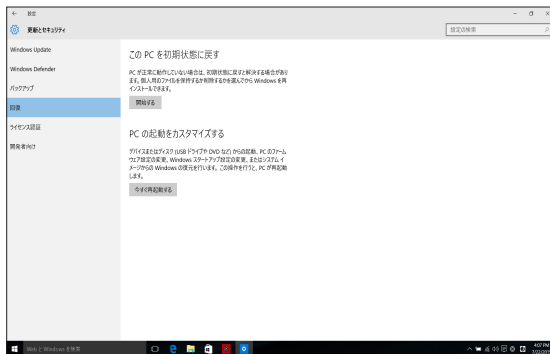 設定
更新とセキュリティ
設定の検索
Windows Update
Windows Defender
バックアップ
回復
ライセンス認証
開発者向け
この PC を初期状態に戻す
PC が正常に動作していない場合は、初期状態に戻すと解決する場合があり
ます。個人用のファイルを保持するか削除するかを選んでから Windows を再
インストールできます。
開始する
PC の起動をカスタマイズする
デバイスまたはディスク (USB ドライブや DVD など) からの起動、PC のファーム
ウェア設定の変更、Windows スタートアップ設定の変更、またはシステム イ
メージからの Windows の復元を行います。この操作を行うと、PC が再起動
します。
今すぐ再起動する
Web と Windows を検索
4:07 PM